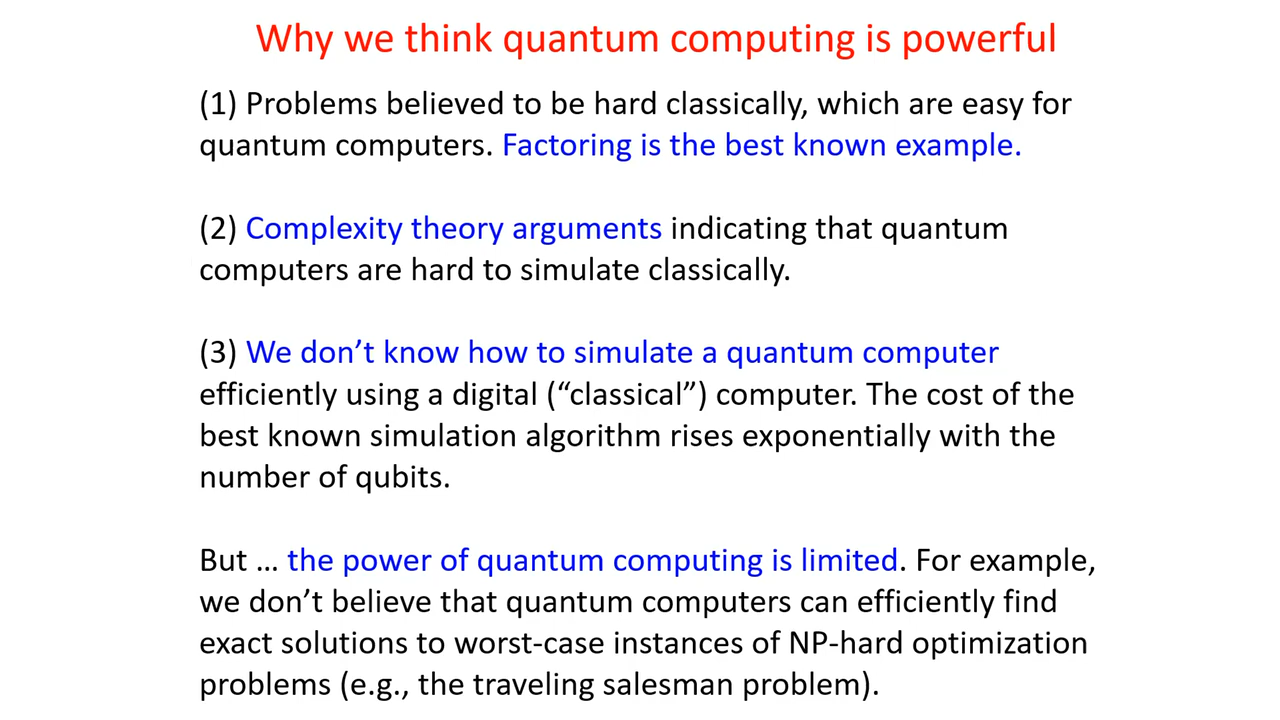 Why we think quantum computing is powerful
(1) Problems believed to be hard classically, which are easy for
quantum computers. Factoring is the best known example.
(2) Complexity theory arguments indicating that quantum
computers are hard to simulate classically.
(3) We don’t know how to simulate a quantum computer
efficiently using a digital (“classical”) computer. The cost of the
best known simulation algorithm rises exponentially with the
number of qubits.
But … the power of quantum computing is limited. For example,
we don’t believe that quantum computers can efficiently find
exact solutions to worst-case instances of NP-hard optimization
problems (e.g., the traveling salesman problem).